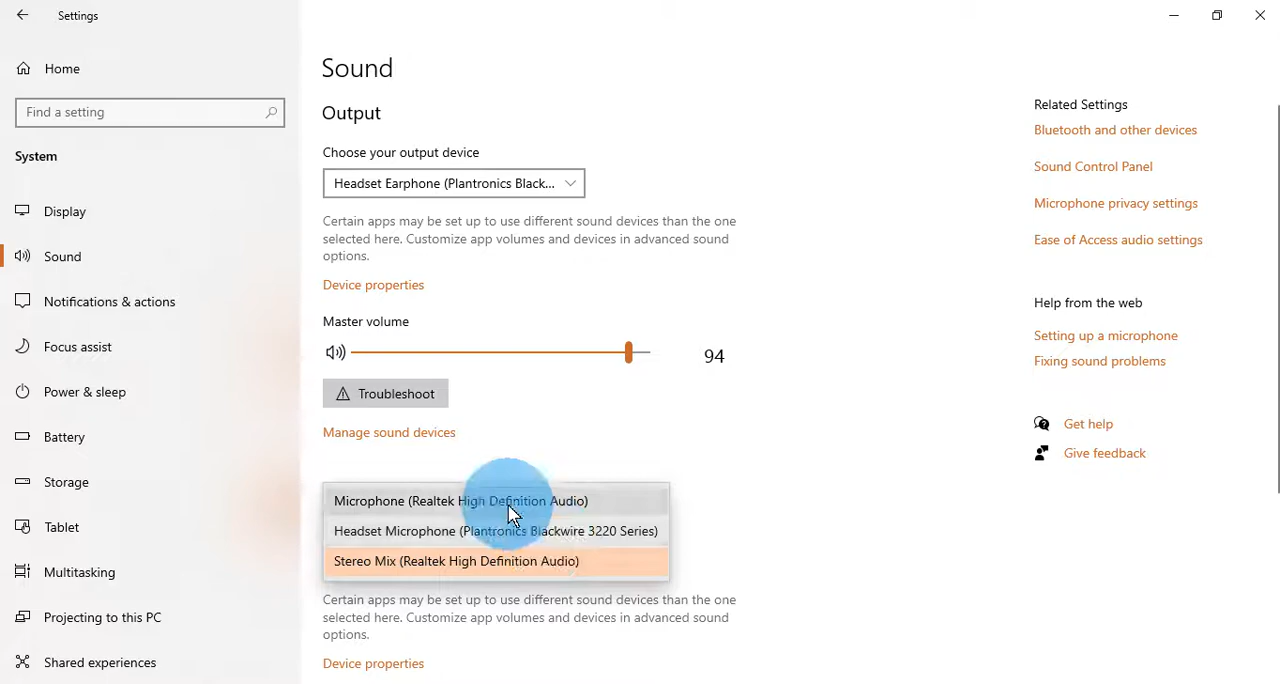 Settings
Home
Find a setting
System
Display
Sound
Notifications & actions
Focus assist
Power & sleep
Battery
Storage
Tablet
Multitasking
Projecting to this PC
Shared experiences
Sound
Output
Choose your output device
Headset Earphone (Plantronics Black...
Certain apps may be set up to use different sound devices than the one
selected here. Customize app volumes and devices in advanced sound
options.
Device properties
Master volume
94
Troubleshoot
Manage sound devices
Microphone (Realtek High Definition Audio)
Headset Microphone (Plantronics Blackwire 3220 Series)
Stereo Mix (Realtek High Definition Audio)
Certain apps may be set up to use different sound devices than the one
selected here. Customize app volumes and devices in advanced sound
options.
Device properties
Related Settings
Bluetooth and other devices
Sound Control Panel
Microphone privacy settings
Ease of Access audio settings
Help from the web
Setting up a microphone
Fixing sound problems
Get help
Give feedback